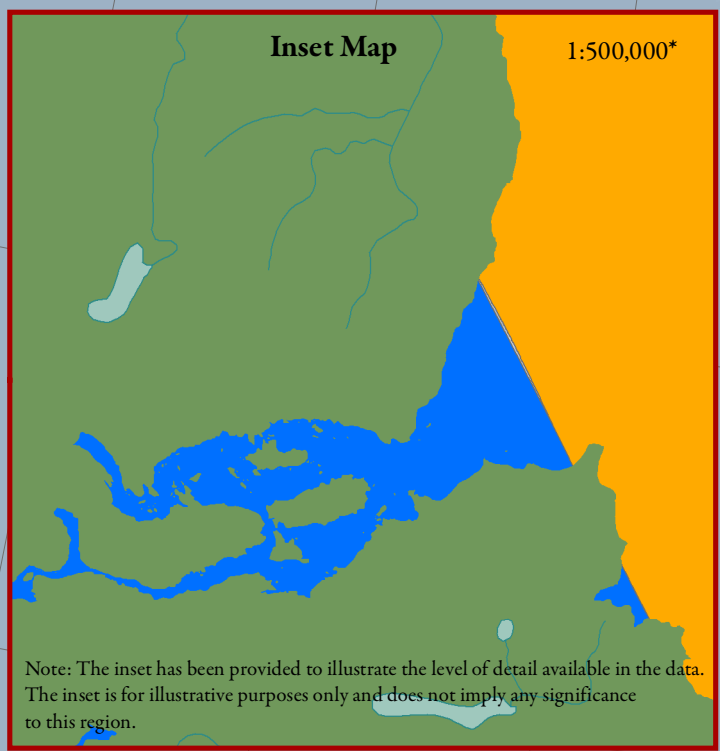 Inset Map
1:500,000*
Note: The inset has been provided to illustrate the level of detail available in the data.
The inset is for illustrative purposes only and does not imply any significance
to this region.